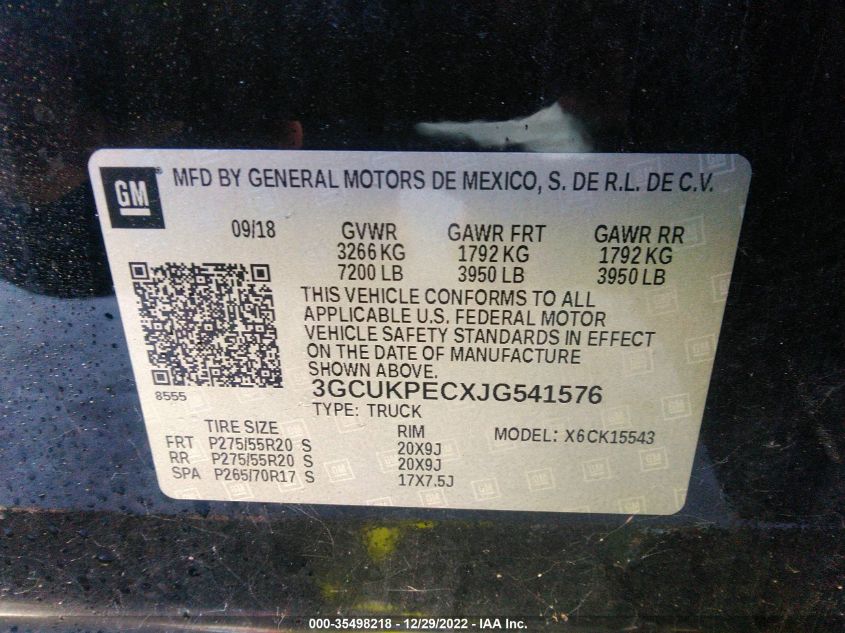 GM ® MFD BY GENERAL MOTORS DE MEXICO, S. DE R.L. DE C.V.
09/18 GVWR GAWR FRT GAWR RR
3266 KG 1792 KG 1792 KG
7200 LB 3950 LB 3950 LB
THIS VEHICLE CONFORMS TO ALL
APPLICABLE U.S. FEDERAL MOTOR
VEHICLE SAFETY STANDARDS IN EFFECT
ON THE DATE OF MANUFACTURE
SHOWN ABOVE.
8555
3GCUKPECXJG541576
TYPE: TRUCK
TIRE SIZE RIM MODEL: X6CK15543
FRT P275/55R20 S 20X9J
RR P275/55R20 S 20X9J
SPA P265/70R17 S 17X7.5J
000-35498218 - 12/29/2022 - IAA Inc.